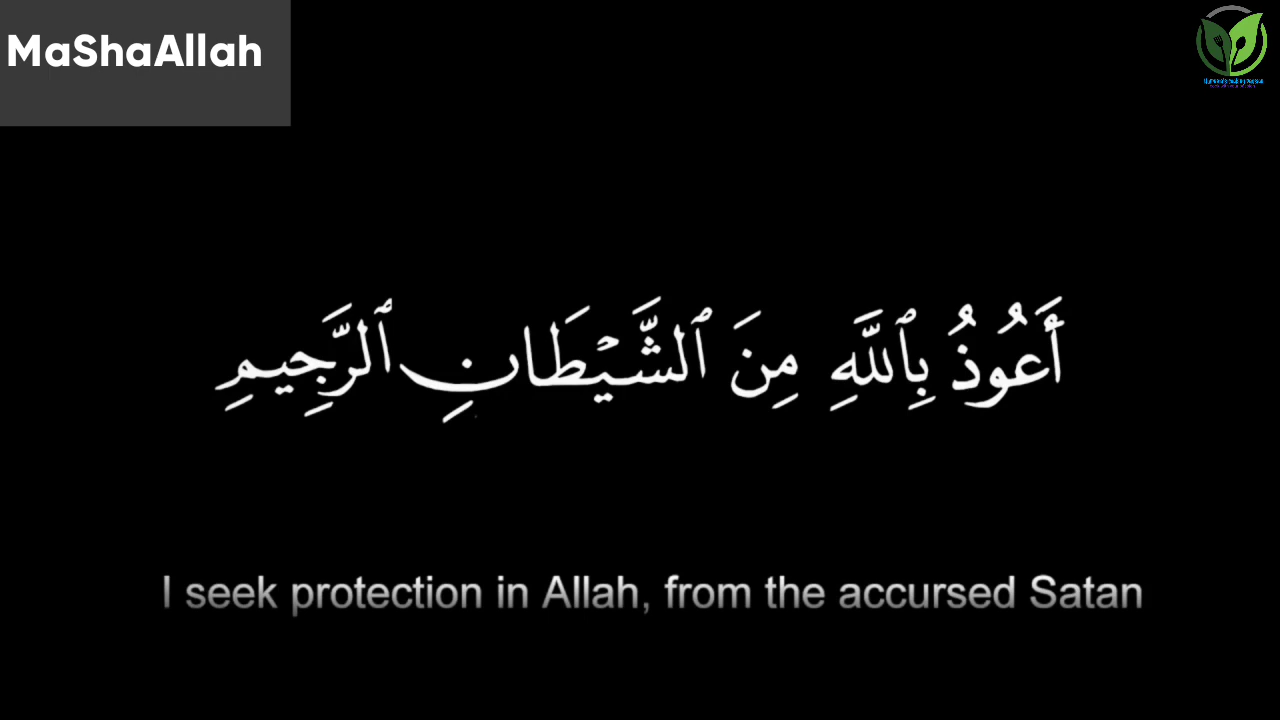 MaShaAllah
أَعُوذُ بِٱللَّهِ مِنَ ٱلشَّيْطَانِ ٱلرَّجِيمِ
I seek protection in Allah, from the accursed Satan